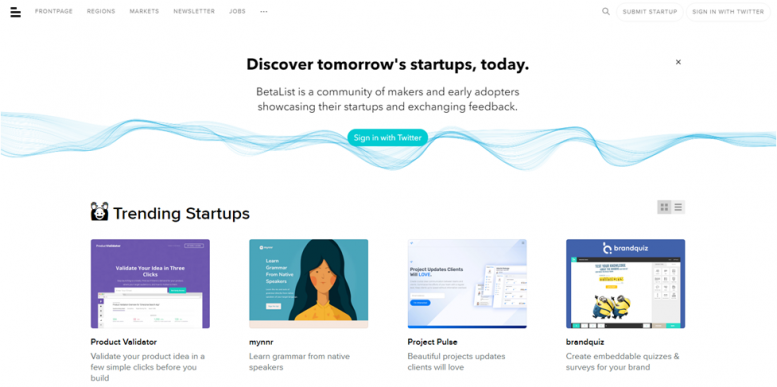 FRONTPAGE
REGIONS
MARKETS
NEWSLETTER
JOBS
SUBMIT STARTUP
SIGN IN WITH TWITTER
Discover tomorrow's startups, today.
BetaList is a community of makers and early adopters
showcasing their startups and exchanging feedback.
Sign in with Twitter
Trending Startups
Validate Your Idea in Three
Clicks
mynnr
Learn
Grammar
From Native
Speakers
Project Updates Clients
Will LOVE.
brandquiz
Product Validator
Validate your product idea in a
few simple clicks before you
build
mynnr
Learn grammar from native
speakers
Project Pulse
Beautiful projects updates
clients will love
brandquiz
Create embeddable quizzes &
surveys for your brand